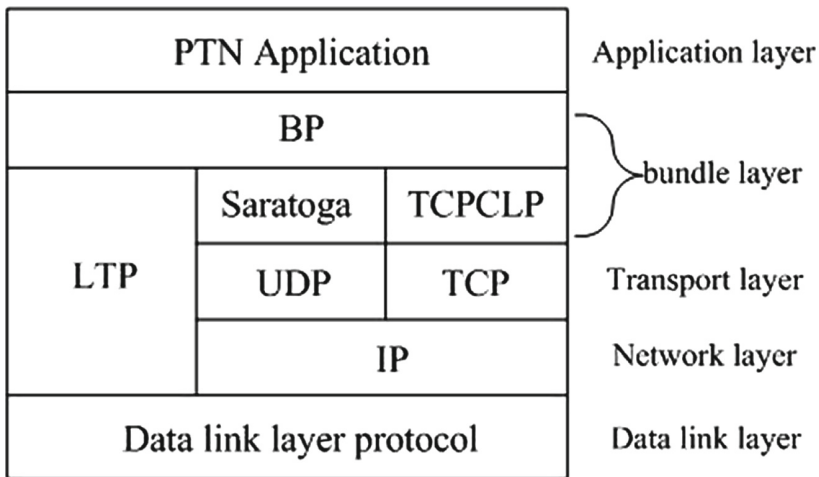 PTN Application
Application layer
BP
bundle layer
Saratoga
TCPCLP
LTP
UDP
TCP
Transport layer
IP
Network layer
Data link layer protocol
Data link layer